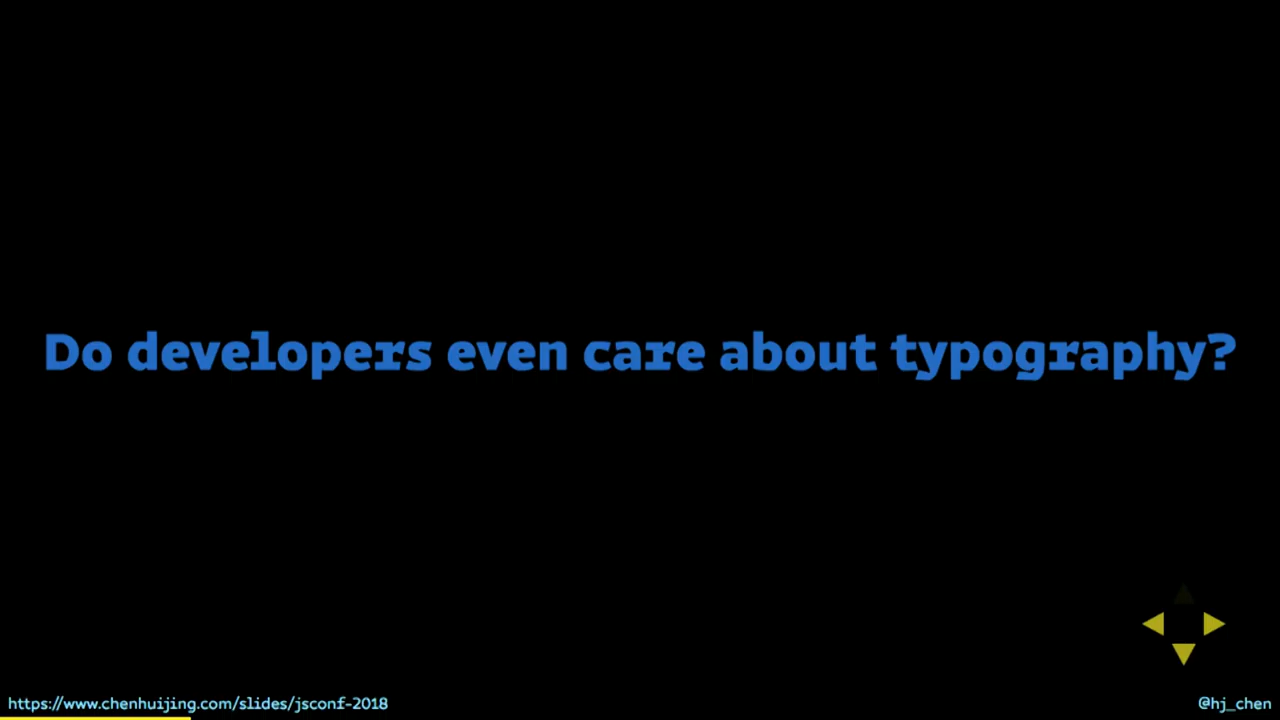 Do developers even care about typography?
https://www.chenhuijing.com/slides/jsconf-2018
@hj_chen